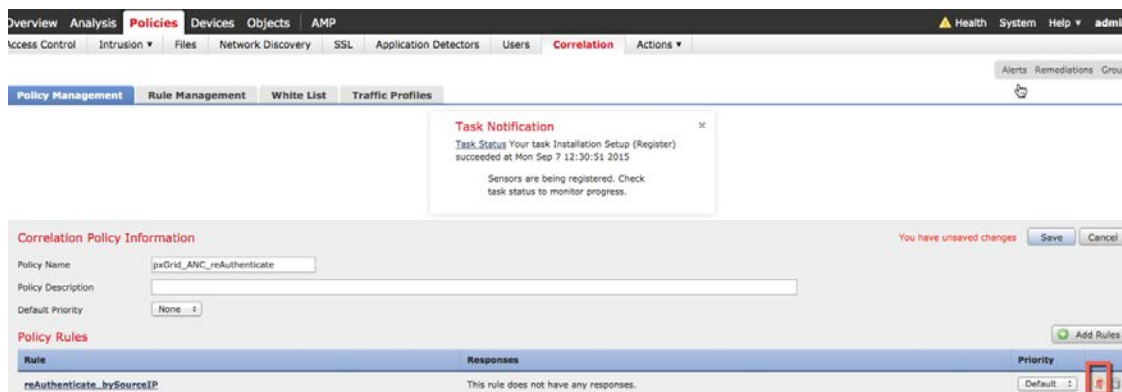 Overview Analysis Policies Devices Objects AMP Health System Help admi
Access Control Intrusion Files Network Discovery SSL Application Detectors Users Correlation Actions
Alerts Remediations Grou
Policy Management Rule Management White List Traffic Profiles
Task Notification
Task Status Your task Installation Setup (Register)
succeeded at Mon Sep 7 12:30:51 2015
Sensors are being registered. Check
task status to monitor progress.
Correlation Policy Information You have unsaved changes Save Cancel
Policy Name pxGrid_ANC_reAuthenticate
Policy Description
Default Priority None
Policy Rules Add Rules
Rule Responses Priority
reAuthenticate_bySourceIP This rule does not have any responses. Default